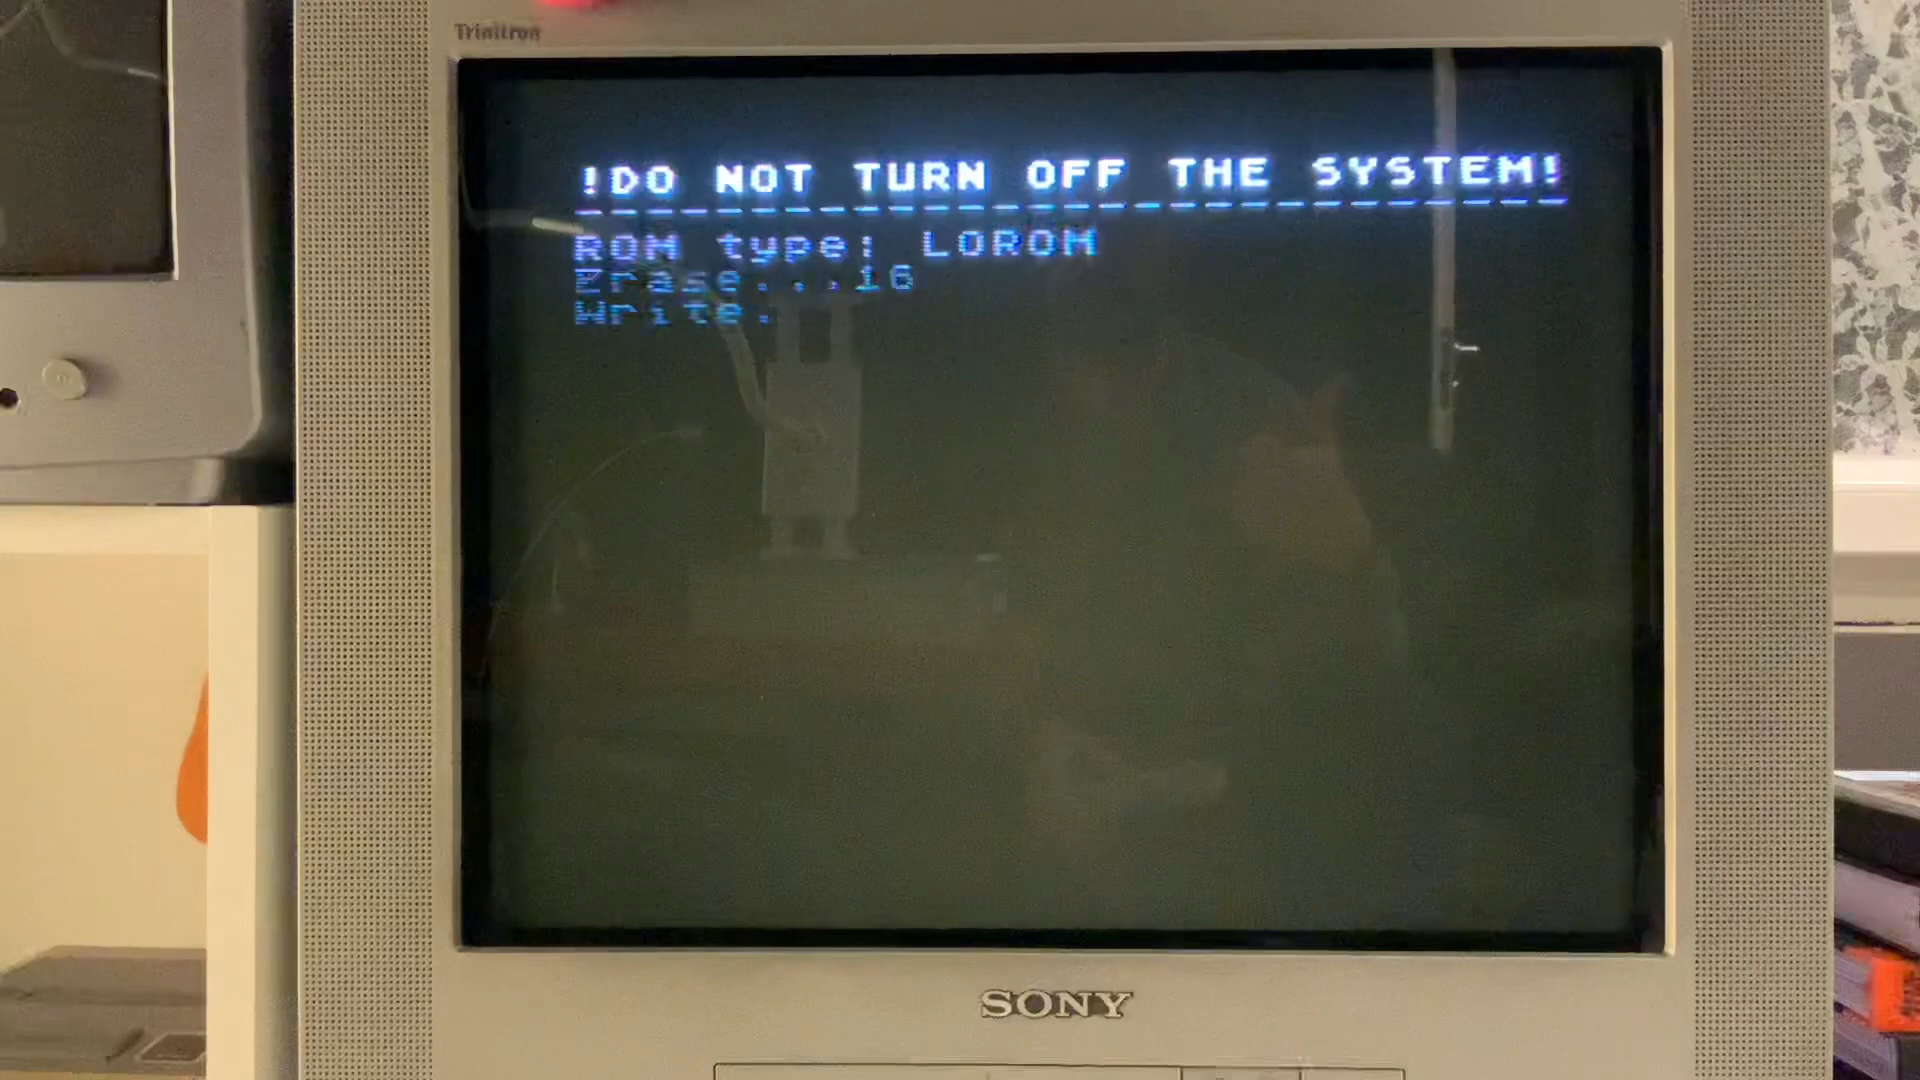 Trinitron
!DO NOT TURN OFF THE SYSTEM!
ROM type: LOROM
Erase...16
Write.
SONY